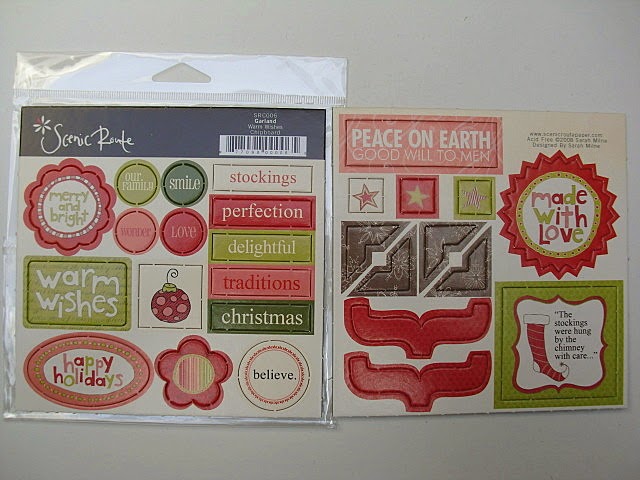 Scenic Route
SRC006
Garland
Warm Wishes
Chipboard
merry
and
bright
our
family
smile
wonder
LOVE
stockings
perfection
delightful
traditions
christmas
warm
wishes
happy
holidays
believe.
PEACE ON EARTH
GOOD WILL TO MEN
www.scenicroutepaper.com
Acid Free ©2008 Sarah Milne
Designed By Sarah Milne
made
with
Love
"The
stockings
were hung
by the
chimney
with care..."